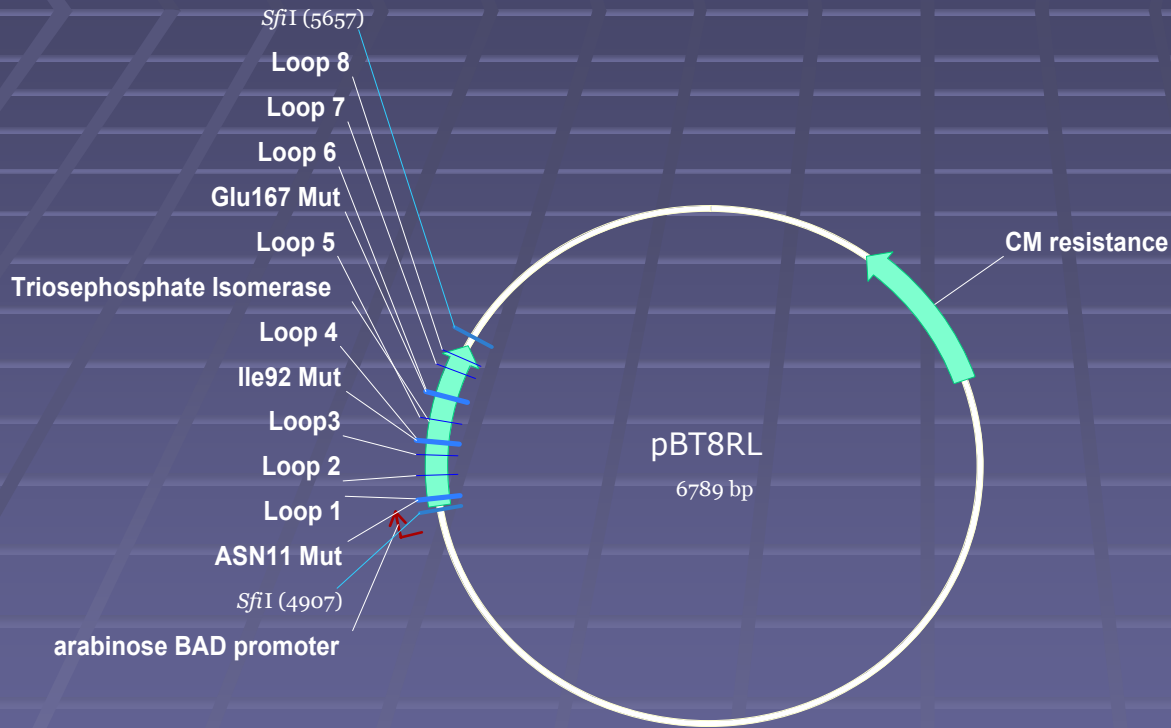 SfiI (5657)
Loop 8
Loop 7
Loop 6
Glu167 Mut
Loop 5
Triosephosphate Isomerase
Loop 4
Ile92 Mut
Loop3
Loop 2
Loop 1
ASN11 Mut
SfiI (4907)
arabinose BAD promoter
CM resistance
pBT8RL
6789 bp